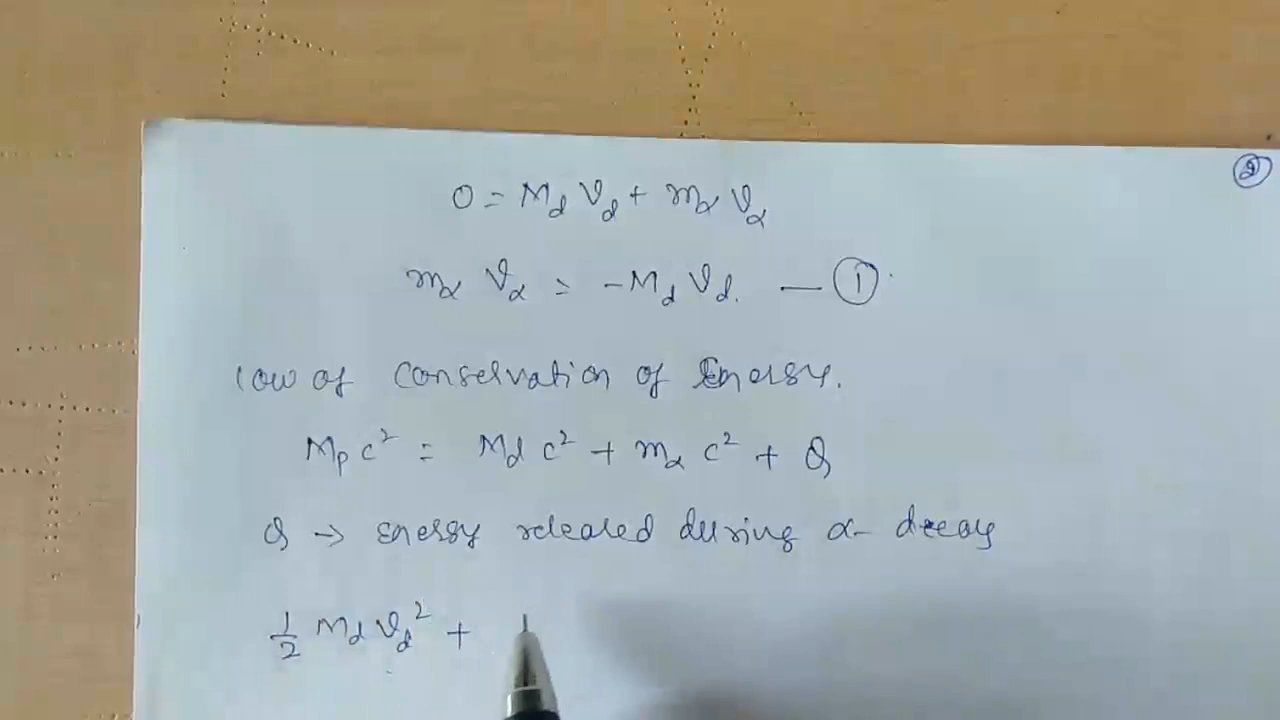 ②
0 = M_d V_d + m_α V_α
m_α V_α = -M_d V_d. — ①
law of conservation of Energy.
M_p c² = M_d c² + m_α c² + Q
Q → energy released during α- decay
½ M_d V_d² +